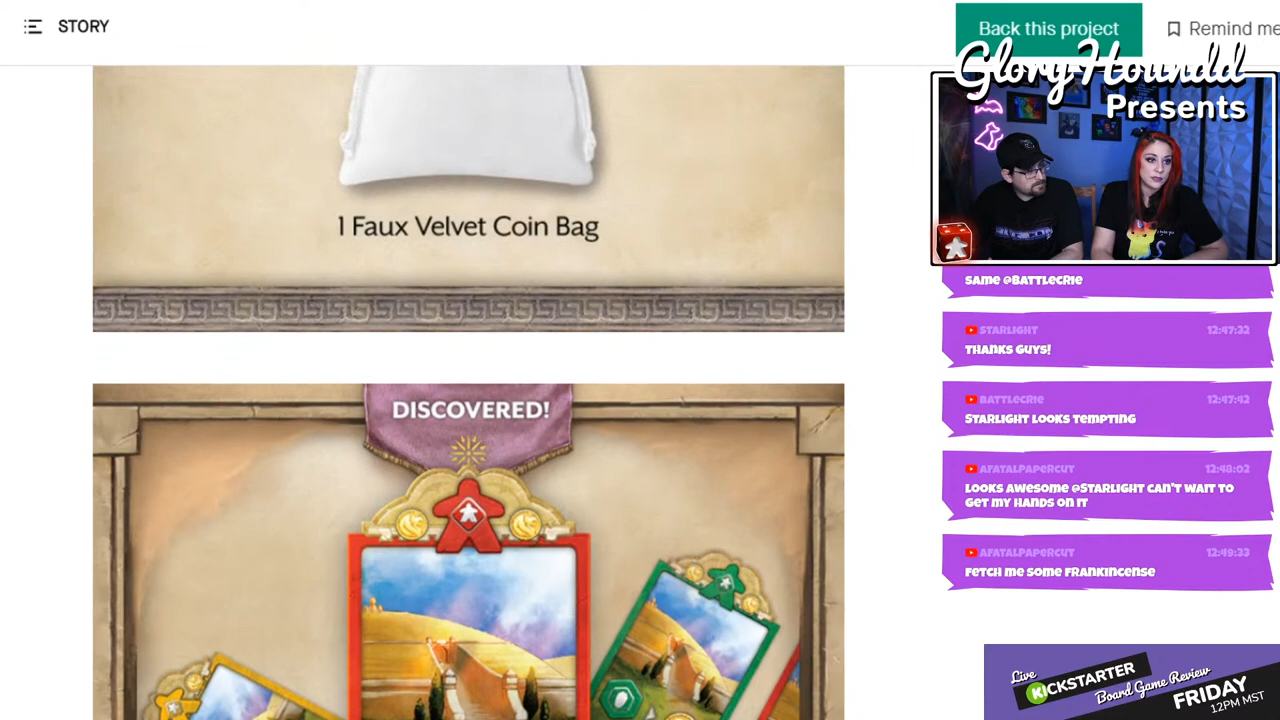 STORY
Back this project
Remind me
GloryHoundd
Presents
1 Faux Velvet Coin Bag
DISCOVERED!
SAME @BATTLECRIE
STARLIGHT 12:47:22
THANKS GUYS!
BATTLECRIE 12:47:42
STARLIGHT LOOKS TEMPTING
AFATALPAPERCUT 12:48:02
LOOKS AWESOME @STARLIGHT CAN'T WAIT TO
GET MY HANDS ON IT
AFATALPAPERCUT 12:49:33
FETCH ME SOME FRANKINCENSE
Live
KICKSTARTER
Board Game Review
FRIDAY
12PM MST